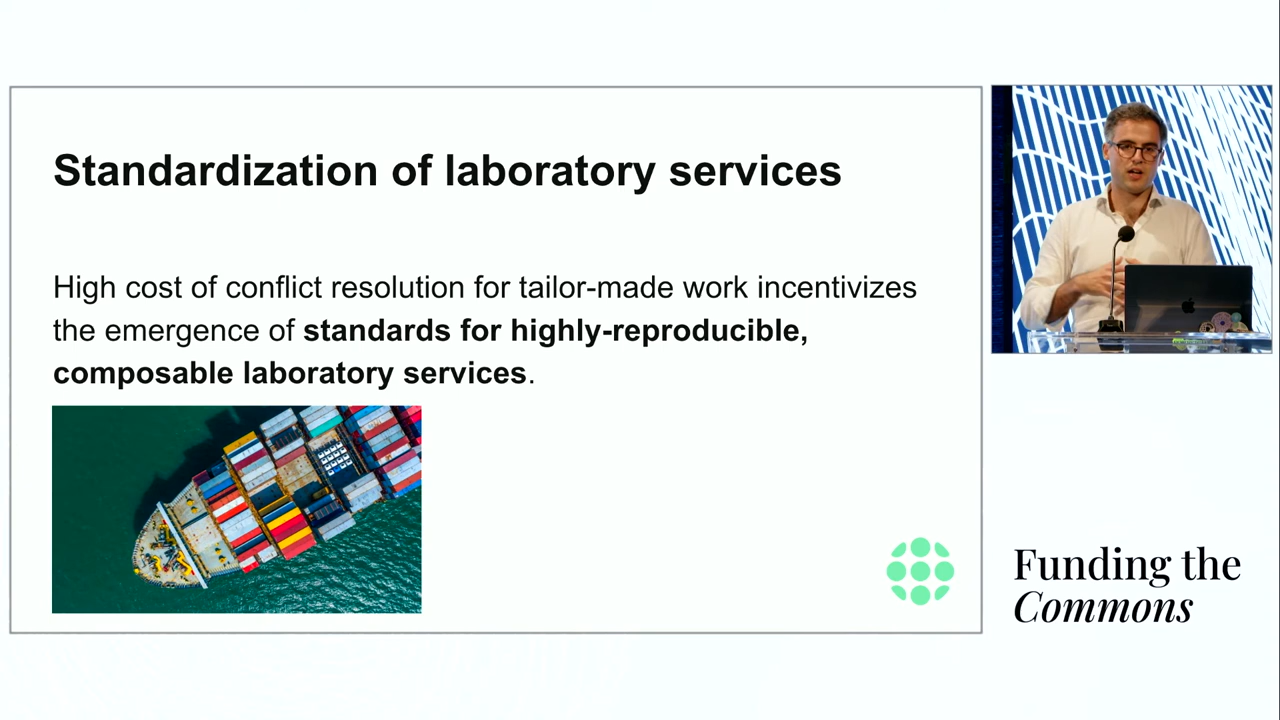 Standardization of laboratory services
High cost of conflict resolution for tailor-made work incentivizes
the emergence of standards for highly-reproducible,
composable laboratory services.
Funding the
Commons